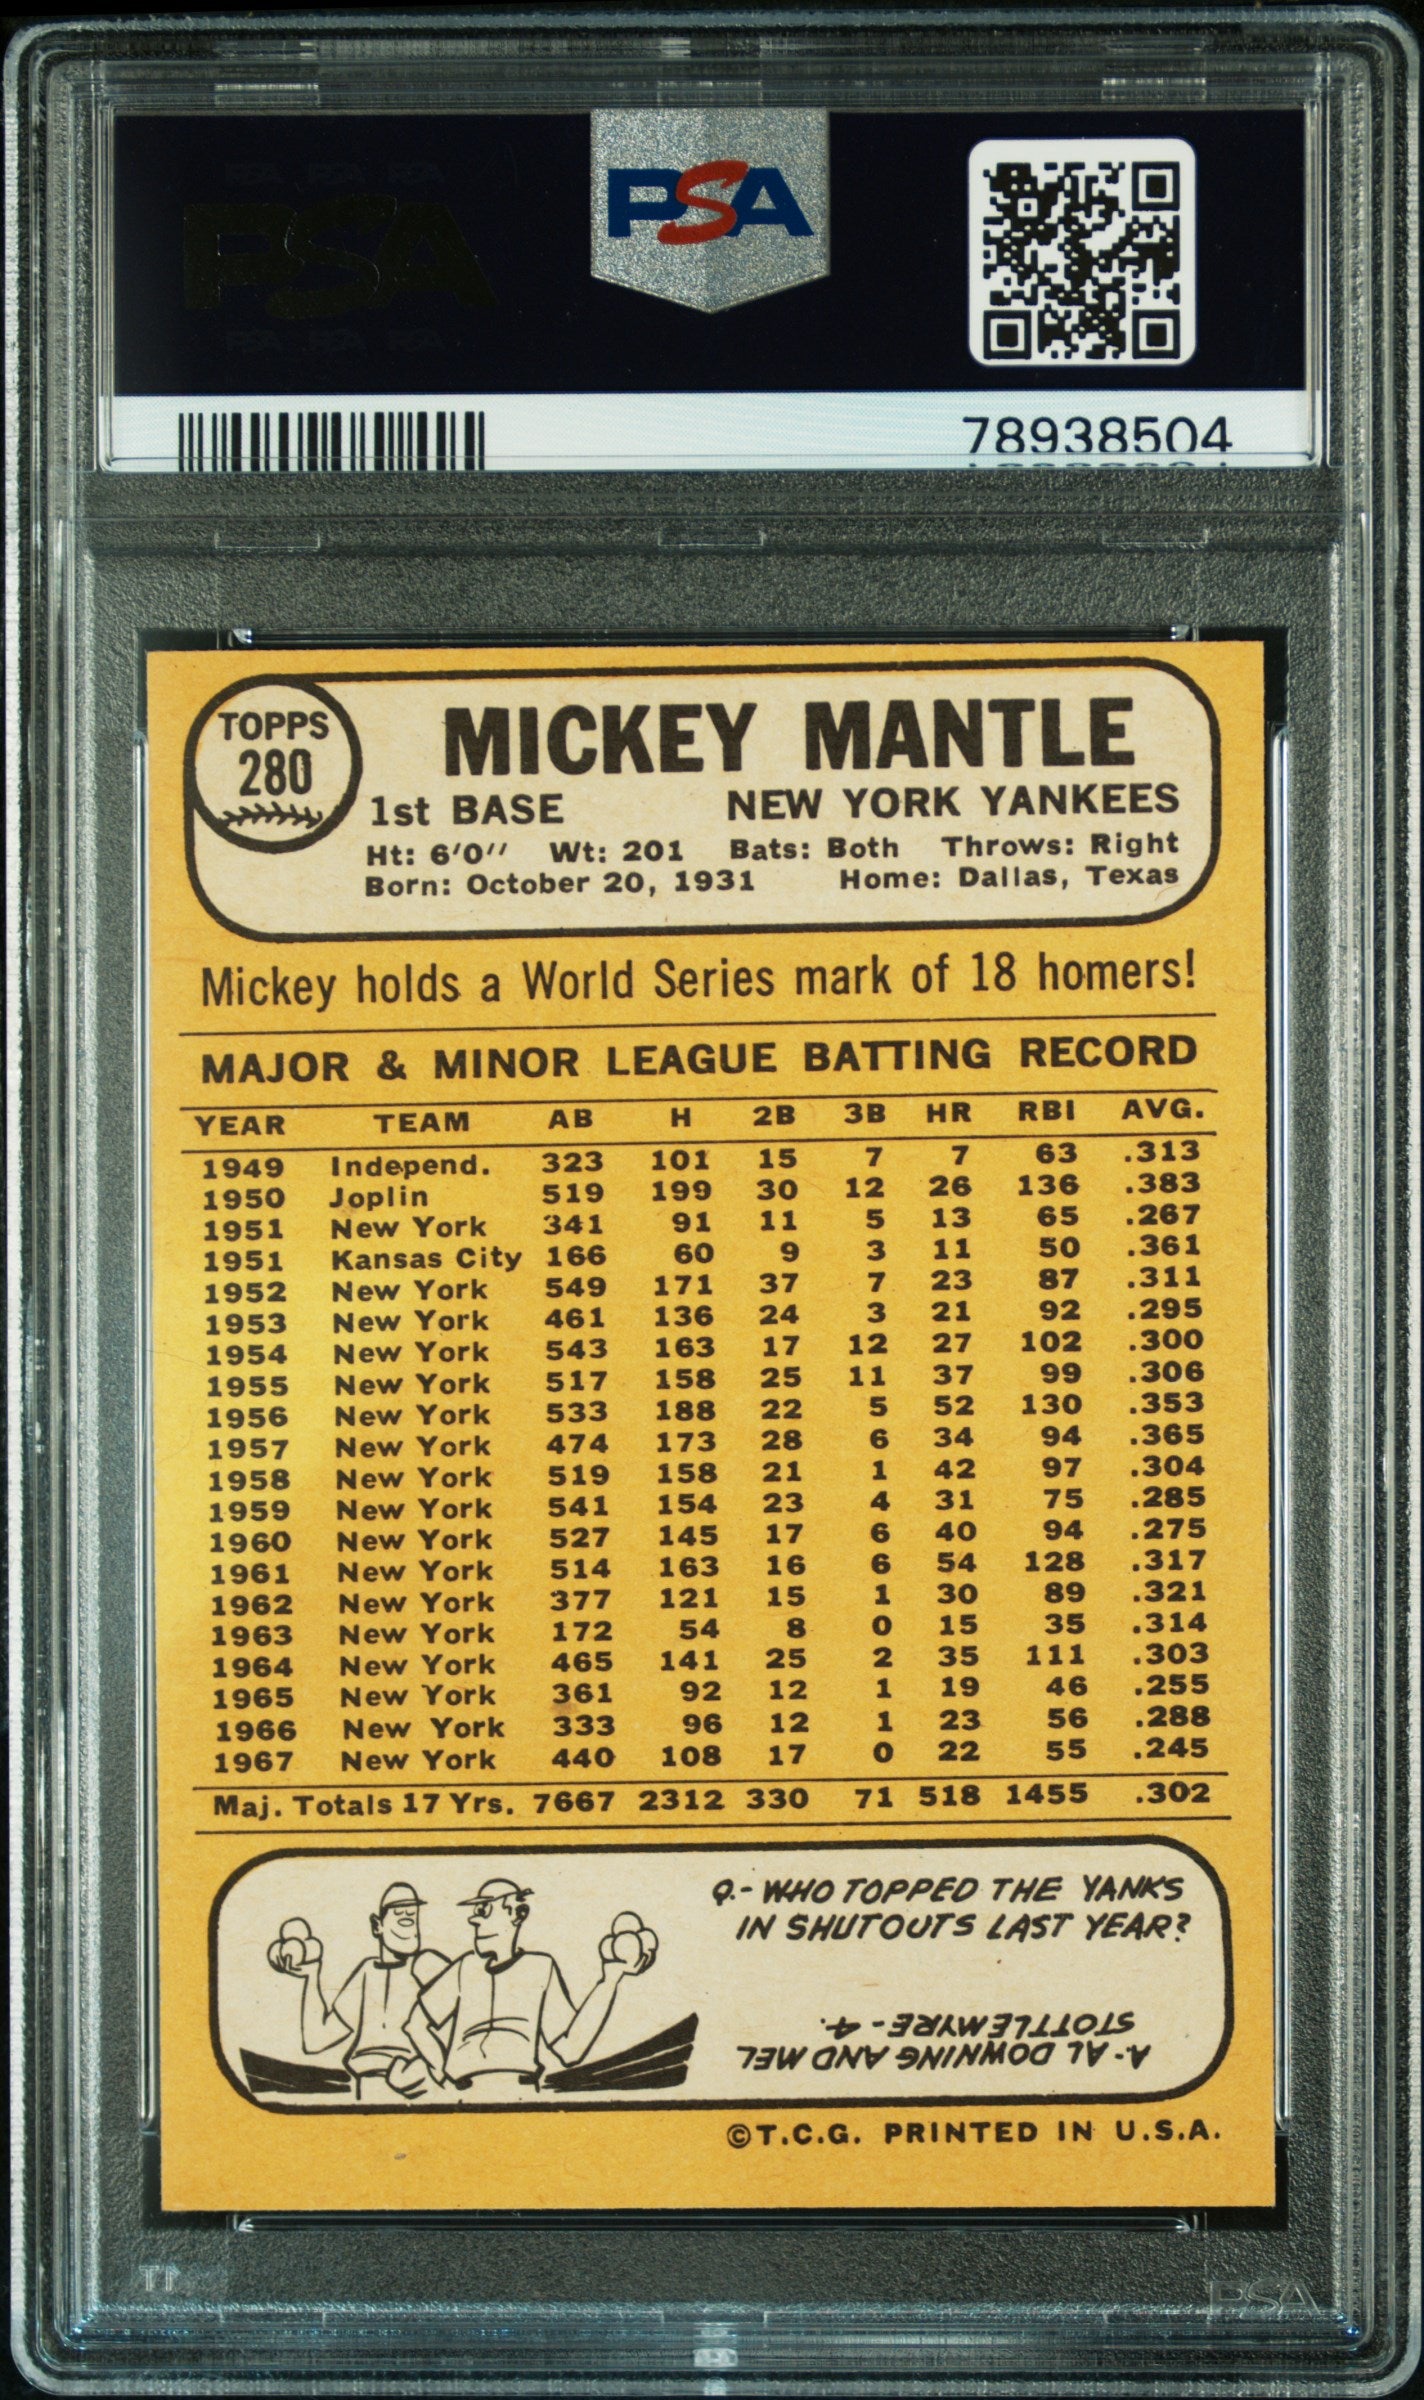 PSA PSA PSA
PSA
PSA PSA PSA
PSA
78938504
TOPPS
280
MICKEY MANTLE
1st BASE NEW YORK YANKEES
Ht: 6'0" Wt: 201 Bats: Both Throws: Right
Born: October 20, 1931 Home: Dallas, Texas
Mickey holds a World Series mark of 18 homers!
MAJOR & MINOR LEAGUE BATTING RECORD
YEAR TEAM AB H 2B 3B HR RBI AVG.
1949 Independ. 323 101 15 7 7 63 .313
1950 Joplin 519 199 30 12 26 136 .383
1951 New York 341 91 11 5 13 65 .267
1951 Kansas City 166 60 9 3 11 50 .361
1952 New York 549 171 37 7 23 87 .311
1953 New York 461 136 24 3 21 92 .295
1954 New York 543 163 17 12 27 102 .300
1955 New York 517 158 25 11 37 99 .306
1956 New York 533 188 22 5 52 130 .353
1957 New York 474 173 28 6 34 94 .365
1958 New York 519 158 21 1 42 97 .304
1959 New York 541 154 23 4 31 75 .285
1960 New York 527 145 17 6 40 94 .275
1961 New York 514 163 16 6 54 128 .317
1962 New York 377 121 15 1 30 89 .321
1963 New York 172 54 8 0 15 35 .314
1964 New York 465 141 25 2 35 111 .303
1965 New York 361 92 12 1 19 46 .255
1966 New York 333 96 12 1 23 56 .288
1967 New York 440 108 17 0 22 55 .245
Maj. Totals 17 Yrs. 7667 2312 330 71 518 1455 .302
Q.- WHO TOPPED THE YANKS
IN SHUTOUTS LAST YEAR?
A.- AL DOWNING AND MEL
STOTTLEMYRE - 4.
©T.C.G. PRINTED IN U.S.A.
PSA